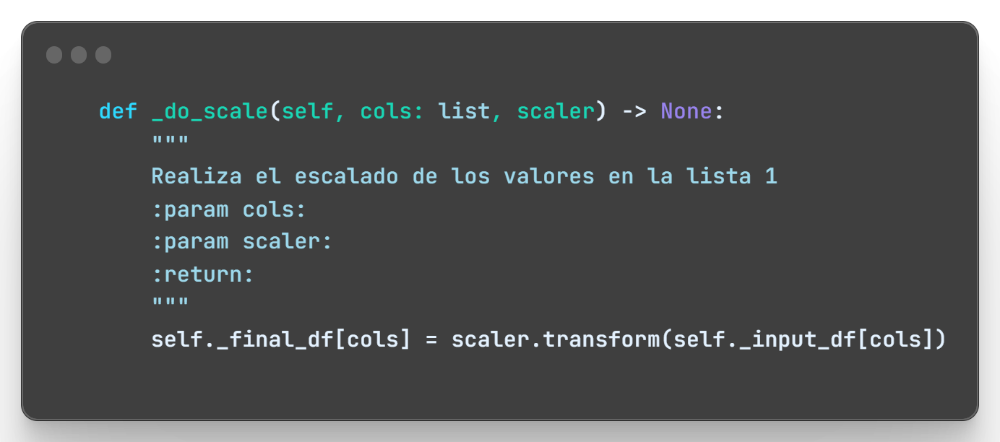 def _do_scale(self, cols: list, scaler) -> None:
"""
Realiza el escalado de los valores en la lista 1
:param cols:
:param scaler:
:return:
"""
self._final_df[cols] = scaler.transform(self._input_df[cols])